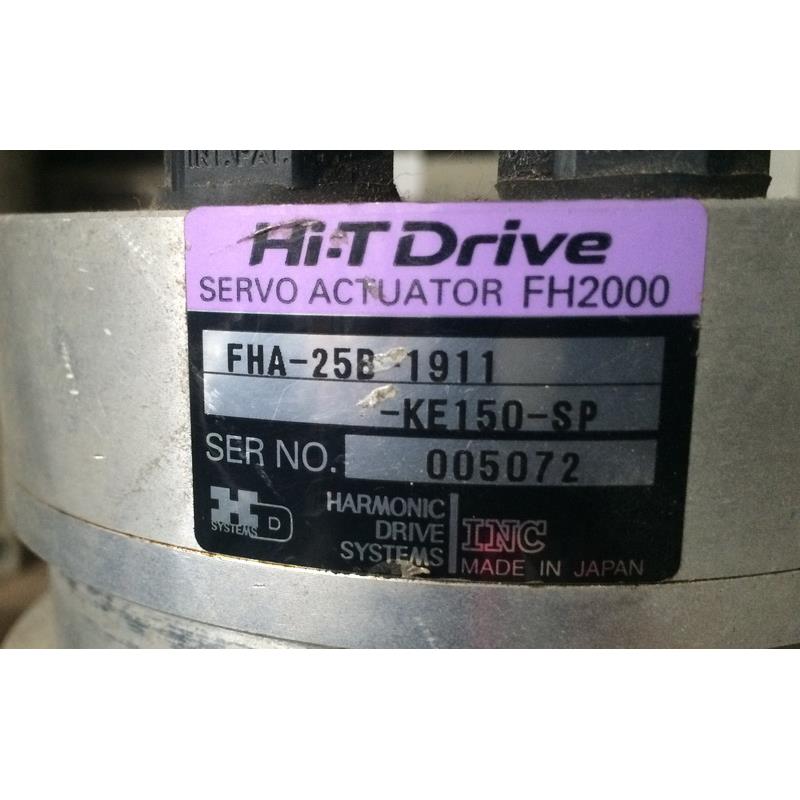 INT.PAT.
Hi-T Drive
SERVO ACTUATOR FH2000
FHA-25B-1911
-KE150-SP
SER NO. 005072
H D
SYSTEMS
HARMONIC
DRIVE
SYSTEMS
INC
MADE IN JAPAN